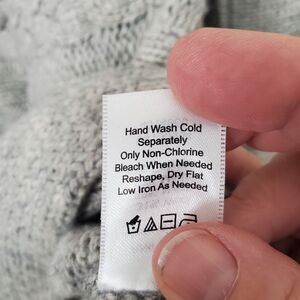 Hand Wash Cold
Separately
Only Non-Chlorine
Bleach When Needed
Reshape, Dry Flat
Low Iron As Needed